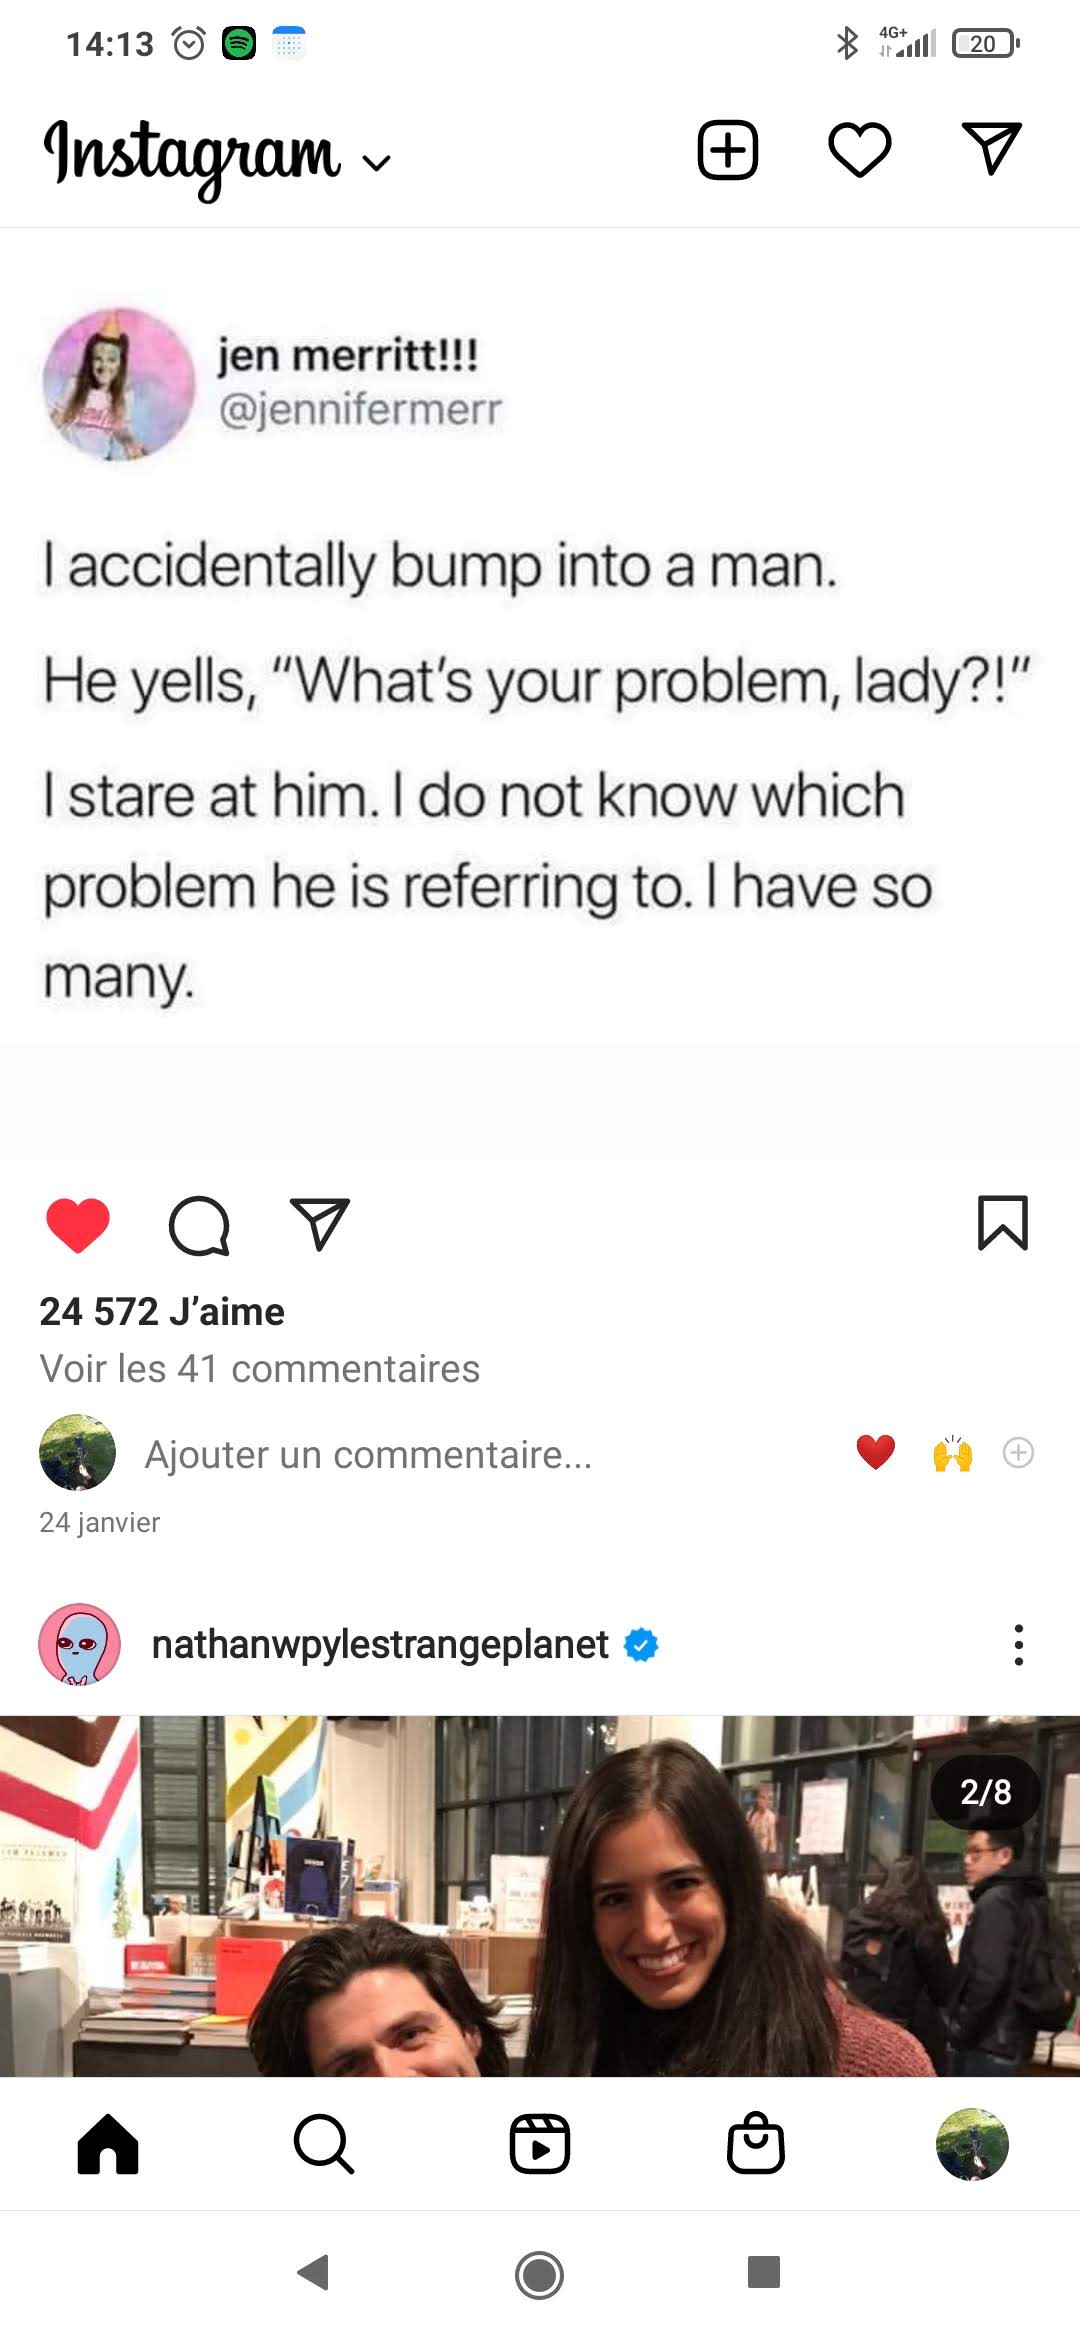 14:13
4G+
20
Instagram
jen merritt!!!
@jennifermerr
I accidentally bump into a man.
He yells, “What’s your problem, lady?!”
I stare at him. I do not know which
problem he is referring to. I have so
many.
24 572 J’aime
Voir les 41 commentaires
Ajouter un commentaire...
24 janvier
nathanwpylestrangeplanet
2/8